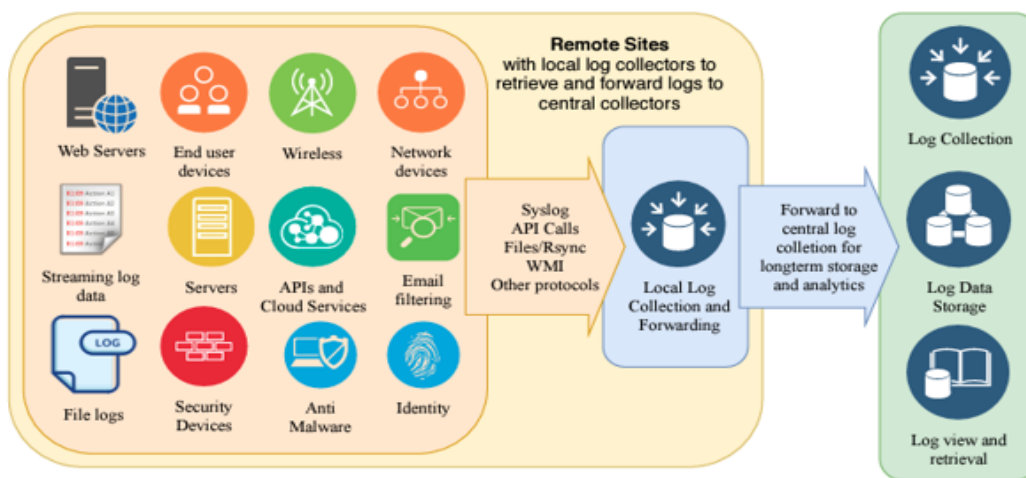 Remote Sites
with local log collectors to
retrieve and forward logs to
central collectors
Web Servers
End user
devices
Wireless
Network
devices
Streaming log
data
Servers
APIs and
Cloud Services
Email
filtering
LOG
File logs
Security
Devices
Anti
Malware
Identity
Syslog
API Calls
Files/Rsync
WMI
Other protocols
Local Log
Collection and
Forwarding
Forward to
central log
colletion for
longterm storage
and analytics
Log Collection
Log Data
Storage
Log view and
retrieval